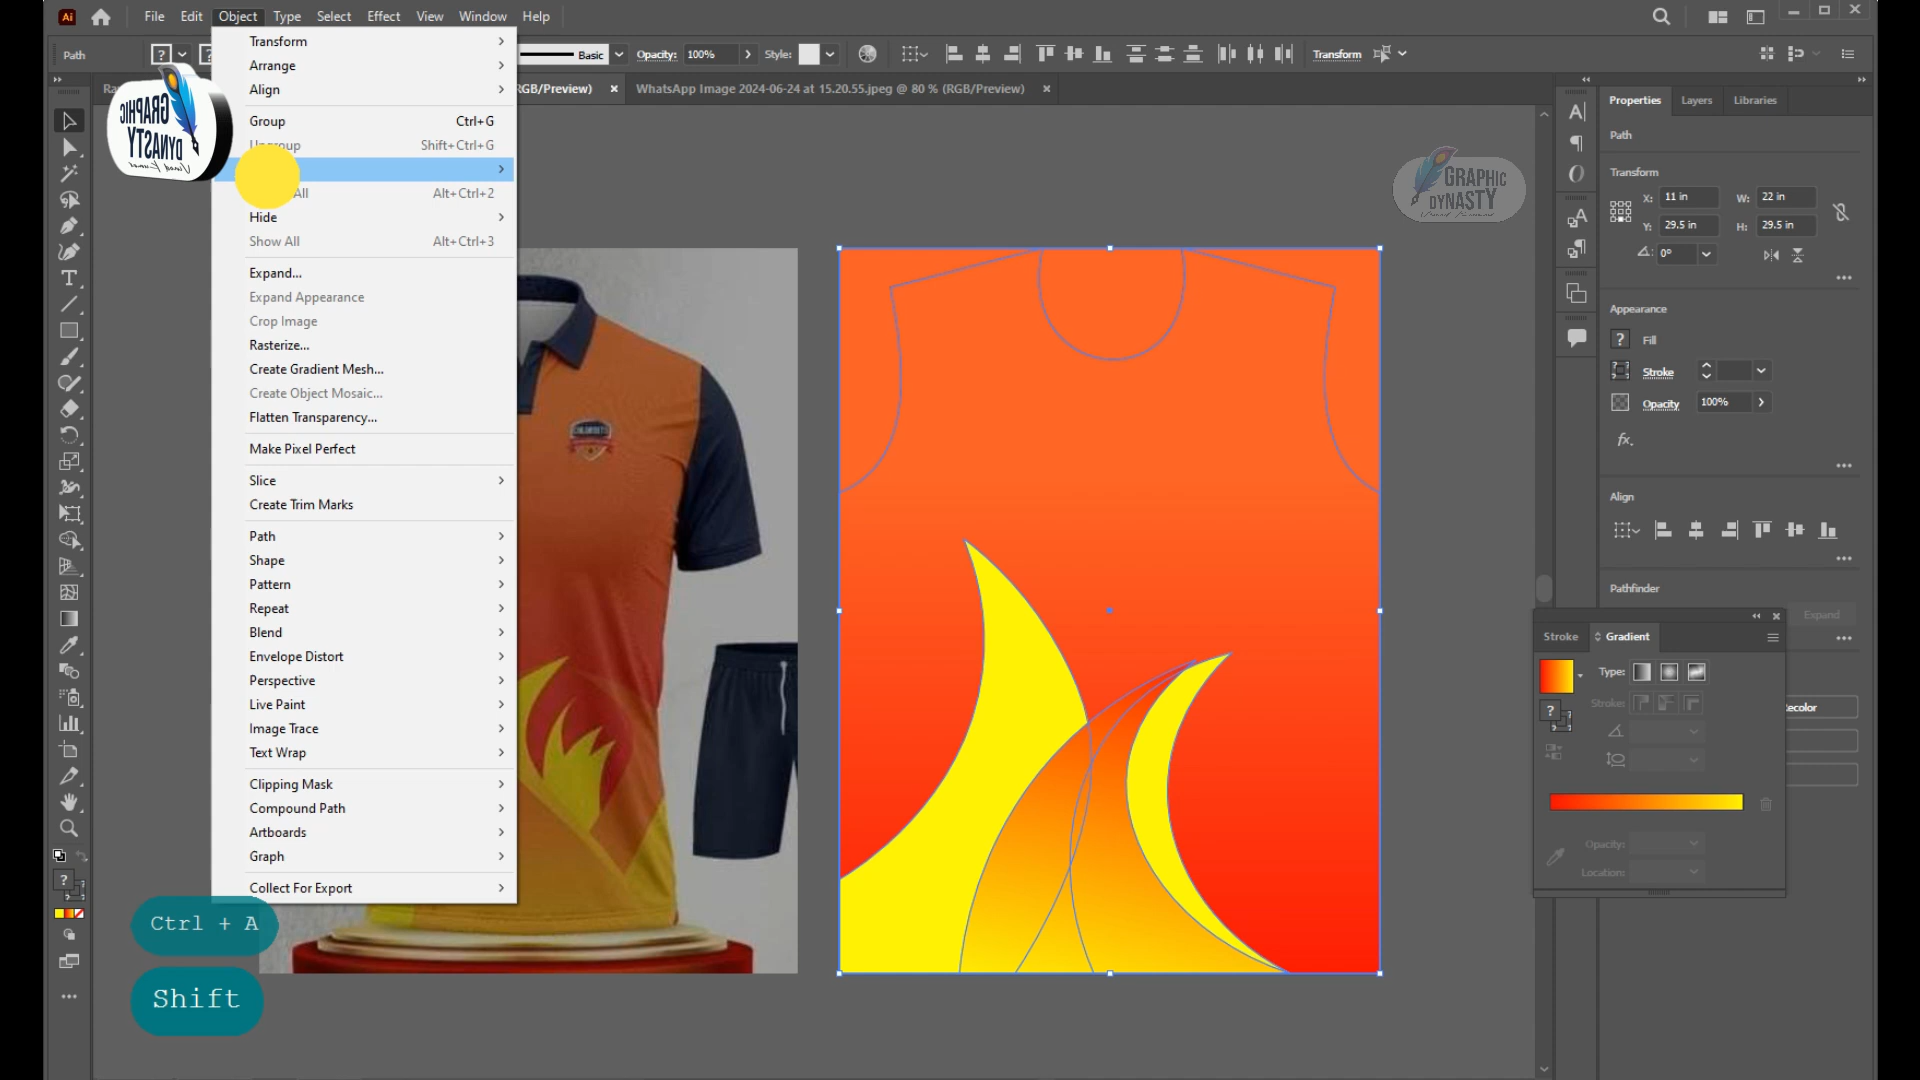 Ai File Edit Object Type Select Effect View Window Help
Path ? ? Basic Opacity: 100% Style: Transform
RGB/Preview) × WhatsApp Image 2024-06-24 at 15.20.55.jpeg @ 80 % (RGB/Preview) ×
GRAPHIC
DYNASTY
Transform
Arrange
Align
Group Ctrl+G
Ungroup Shift+Ctrl+G
All Alt+Ctrl+2
Hide
Show All Alt+Ctrl+3
Expand...
Expand Appearance
Crop Image
Rasterize...
Create Gradient Mesh...
Create Object Mosaic...
Flatten Transparency...
Make Pixel Perfect
Slice
Create Trim Marks
Path
Shape
Pattern
Repeat
Blend
Envelope Distort
Perspective
Live Paint
Image Trace
Text Wrap
Clipping Mask
Compound Path
Artboards
Graph
Collect For Export
Ctrl + A
Shift
GRAPHIC
DYNASTY
Properties Layers Libraries
Path
Transform
X: 11 in W: 22 in
Y: 29.5 in H: 29.5 in
0°
Appearance
? Fill
Stroke
Opacity 100%
fx.
Align
Pathfinder
Expand
Stroke Gradient
Type:
Stroke:
?
ecolor
Opacity:
Location: